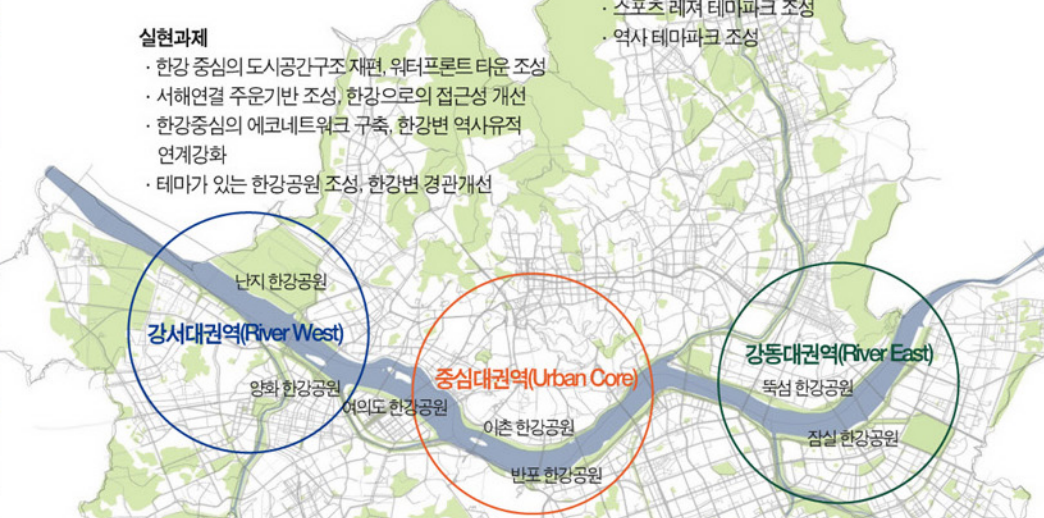 실현과제
· 한강 중심의 도시공간구조 재편, 워터프론트 타운 조성
· 서해연결 주운기반 조성, 한강으로의 접근성 개선
· 한강중심의 에코네트워크 구축, 한강변 역사유적
연계강화
· 테마가 있는 한강공원 조성, 한강변 경관개선
· 스포츠 레져 테마파크 조성
· 역사 테마파크 조성
난지 한강공원
강서대권역(River West)
양화 한강공원
여의도 한강공원
중심대권역(Urban Core)
이촌 한강공원
반포 한강공원
강동대권역(River East)
뚝섬 한강공원
잠실 한강공원